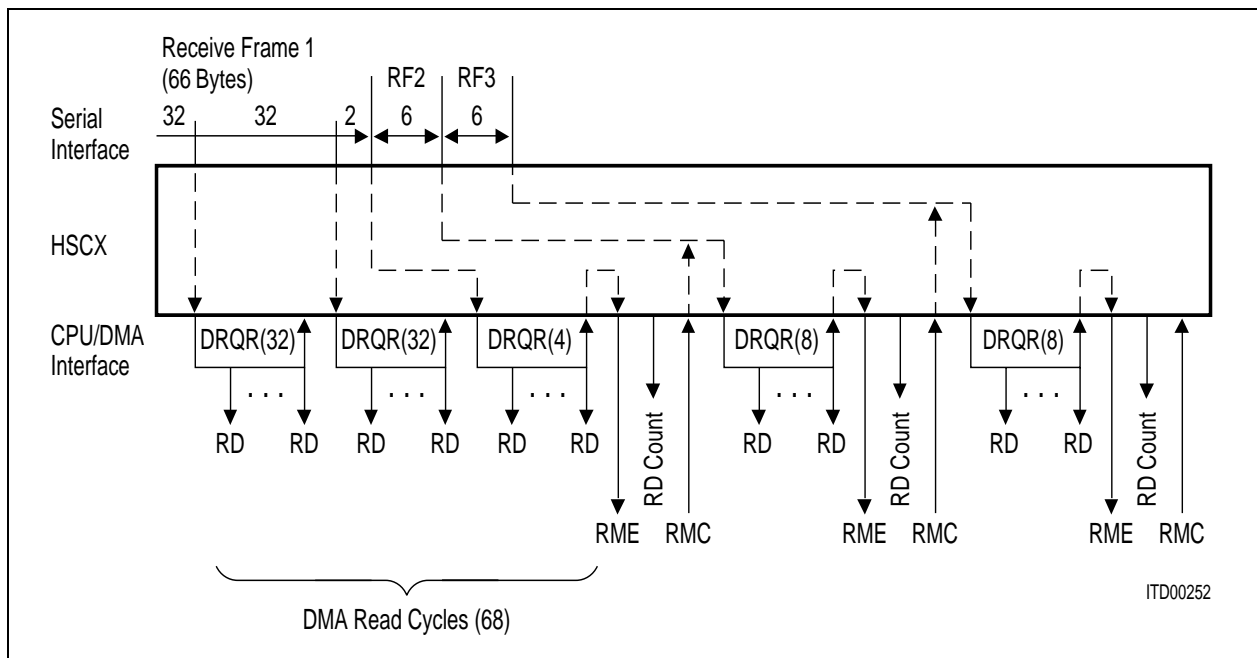 Receive Frame 1
(66 Bytes)
RF2
RF3
32
32
2
6
6
Serial
Interface
HSCX
CPU/DMA
Interface
DRQR(32)
DRQR(32)
DRQR(4)
DRQR(8)
DRQR(8)
. . .
. . .
. . .
. . .
. . .
RD
RD
RD
RD
RD
RD
RD Count
RD
RD
RD Count
RD
RD
RD Count
RME
RMC
RME
RMC
RME
RMC
DMA Read Cycles (68)
ITD00252